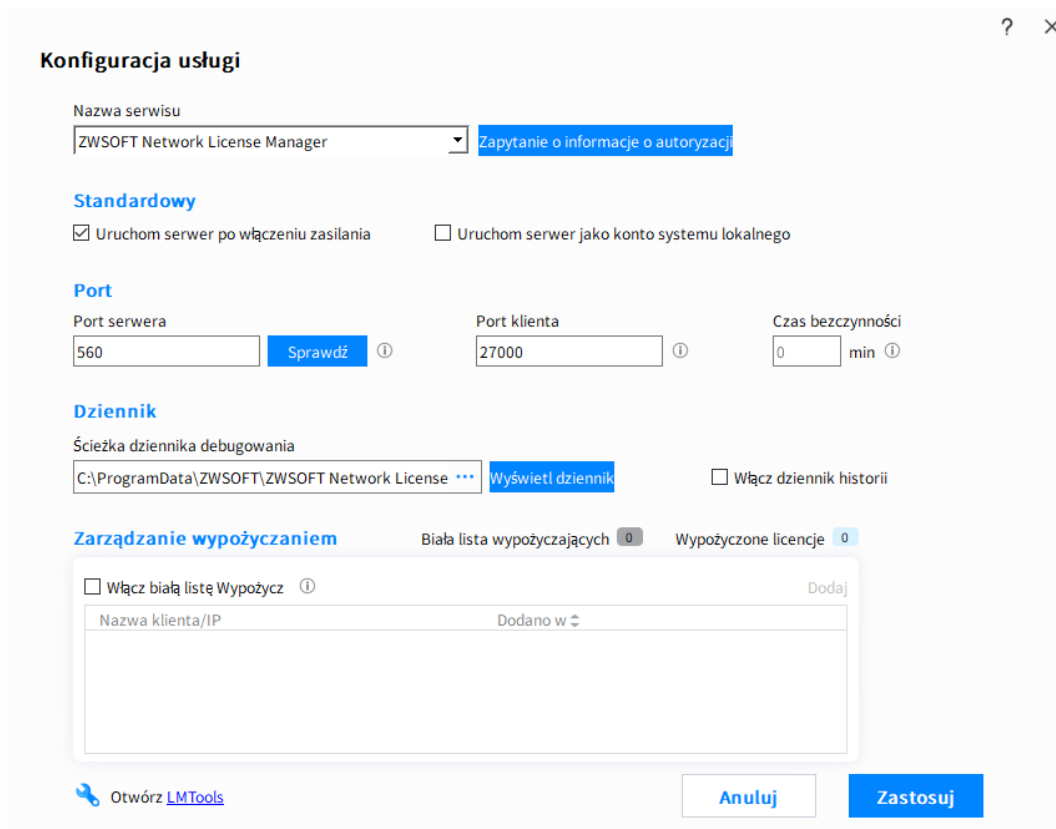 ?
Konfiguracja usługi
Nazwa serwisu
ZWSOFT Network License Manager Zapytanie o informacje o autoryzacji
Standardowy
Uruchom serwer po włączeniu zasilania Uruchom serwer jako konto systemu lokalnego
Port
Port serwera Port klienta Czas bezczynności
560 Sprawdź 27000 0 min
Dziennik
Ścieżka dziennika debugowania
C:\ProgramData\ZWSOFT\ZWSOFT Network License ... Wyświetl dziennik Włącz dziennik historii
Zarządzanie wypożyczaniem Biała lista wypożyczających 0 Wypożyczone licencje 0
Włącz białą listę Wypożycz Dodaj
Nazwa klienta/IP Dodano w
Otwórz LMTools Anuluj Zastosuj